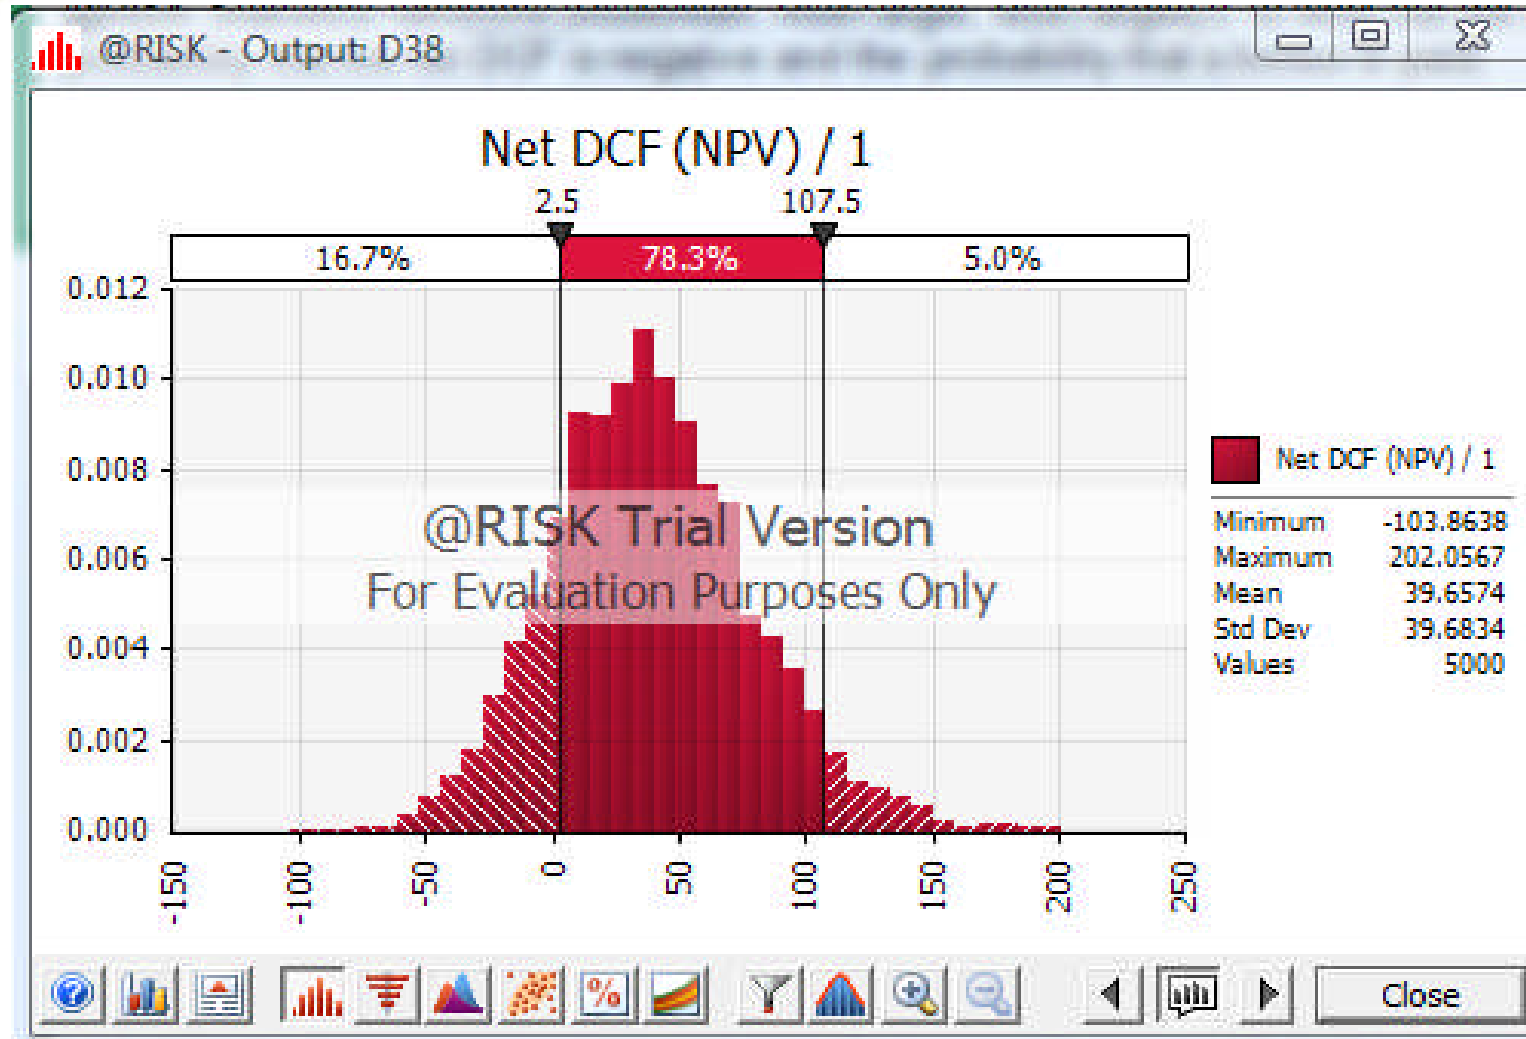 @RISK - Output: D38
Net DCF (NPV) / 1
2.5 107.5
16.7% 78.3% 5.0%
0.012
0.010
0.008
0.006
0.004
0.002
0.000
-150 -100 -50 0 50 100 150 200 250
@RISK Trial Version
For Evaluation Purposes Only
Net DCF (NPV) / 1
Minimum -103.8638
Maximum 202.0567
Mean 39.6574
Std Dev 39.6834
Values 5000
%
Close